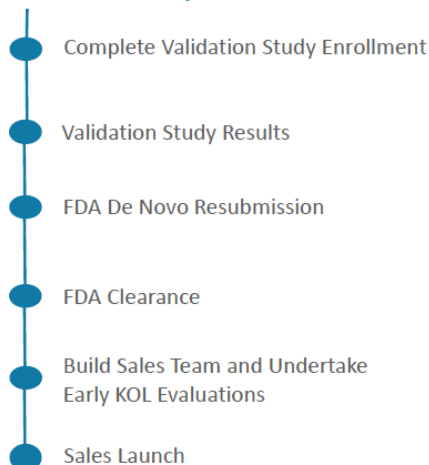 Complete Validation Study Enrollment
Validation Study Results
FDA De Novo Resubmission
FDA Clearance
Build Sales Team and Undertake
Early KOL Evaluations
Sales Launch